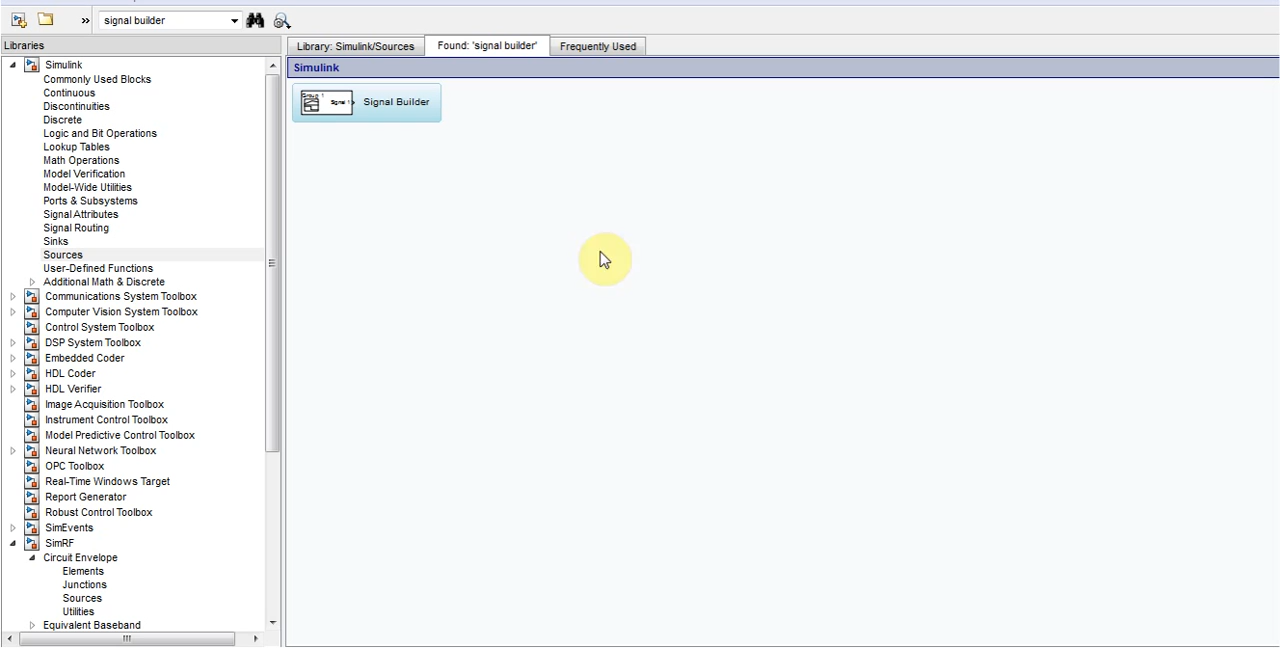 signal builder
Libraries
Library: Simulink/Sources
Found: 'signal builder'
Frequently Used
Simulink
Simulink
Commonly Used Blocks
Continuous
Discontinuities
Discrete
Logic and Bit Operations
Lookup Tables
Math Operations
Model Verification
Model-Wide Utilities
Ports & Subsystems
Signal Attributes
Signal Routing
Sinks
Sources
User-Defined Functions
Additional Math & Discrete
Communications System Toolbox
Computer Vision System Toolbox
Control System Toolbox
DSP System Toolbox
Embedded Coder
HDL Coder
HDL Verifier
Image Acquisition Toolbox
Instrument Control Toolbox
Model Predictive Control Toolbox
Neural Network Toolbox
OPC Toolbox
Real-Time Windows Target
Report Generator
Robust Control Toolbox
SimEvents
SimRF
Circuit Envelope
Elements
Junctions
Sources
Utilities
Equivalent Baseband
Group 1
Signal 1
Signal Builder